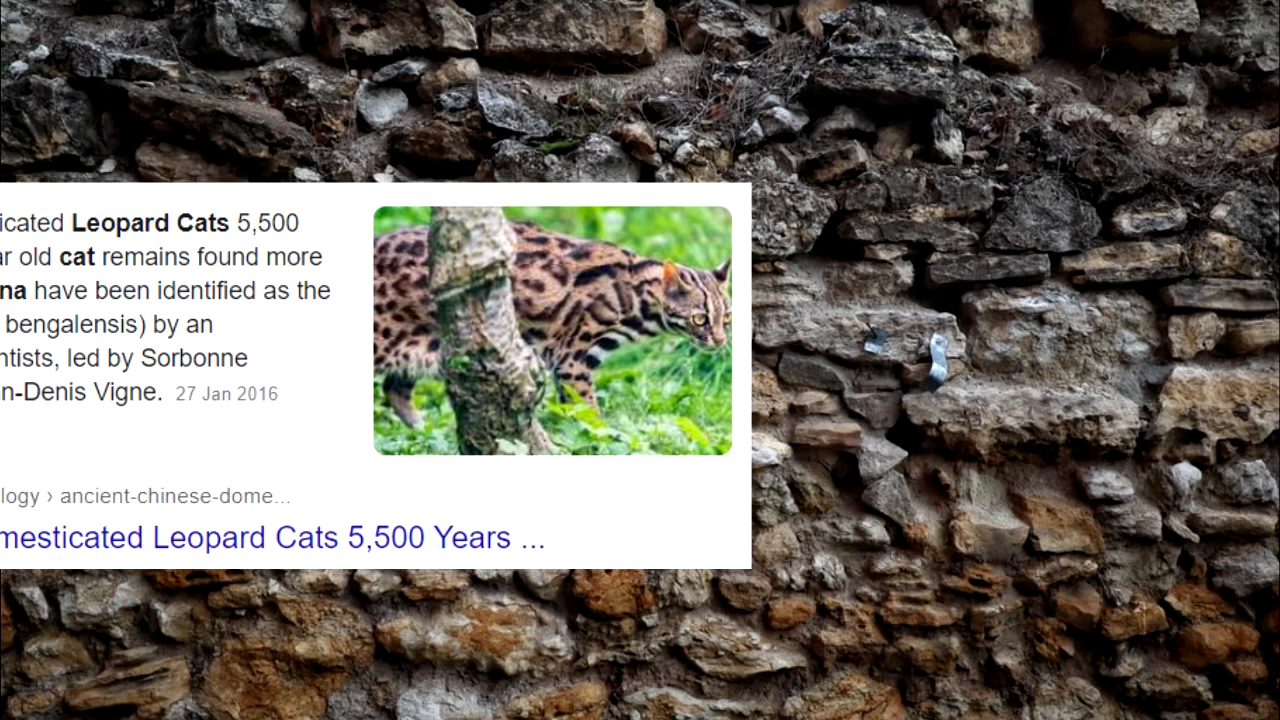 icated Leopard Cats 5,500
ar old cat remains found more
na have been identified as the
bengalensis) by an
ntists, led by Sorbonne
n-Denis Vigne. 27 Jan 2016
logy › ancient-chinese-dome...
mesticated Leopard Cats 5,500 Years ...